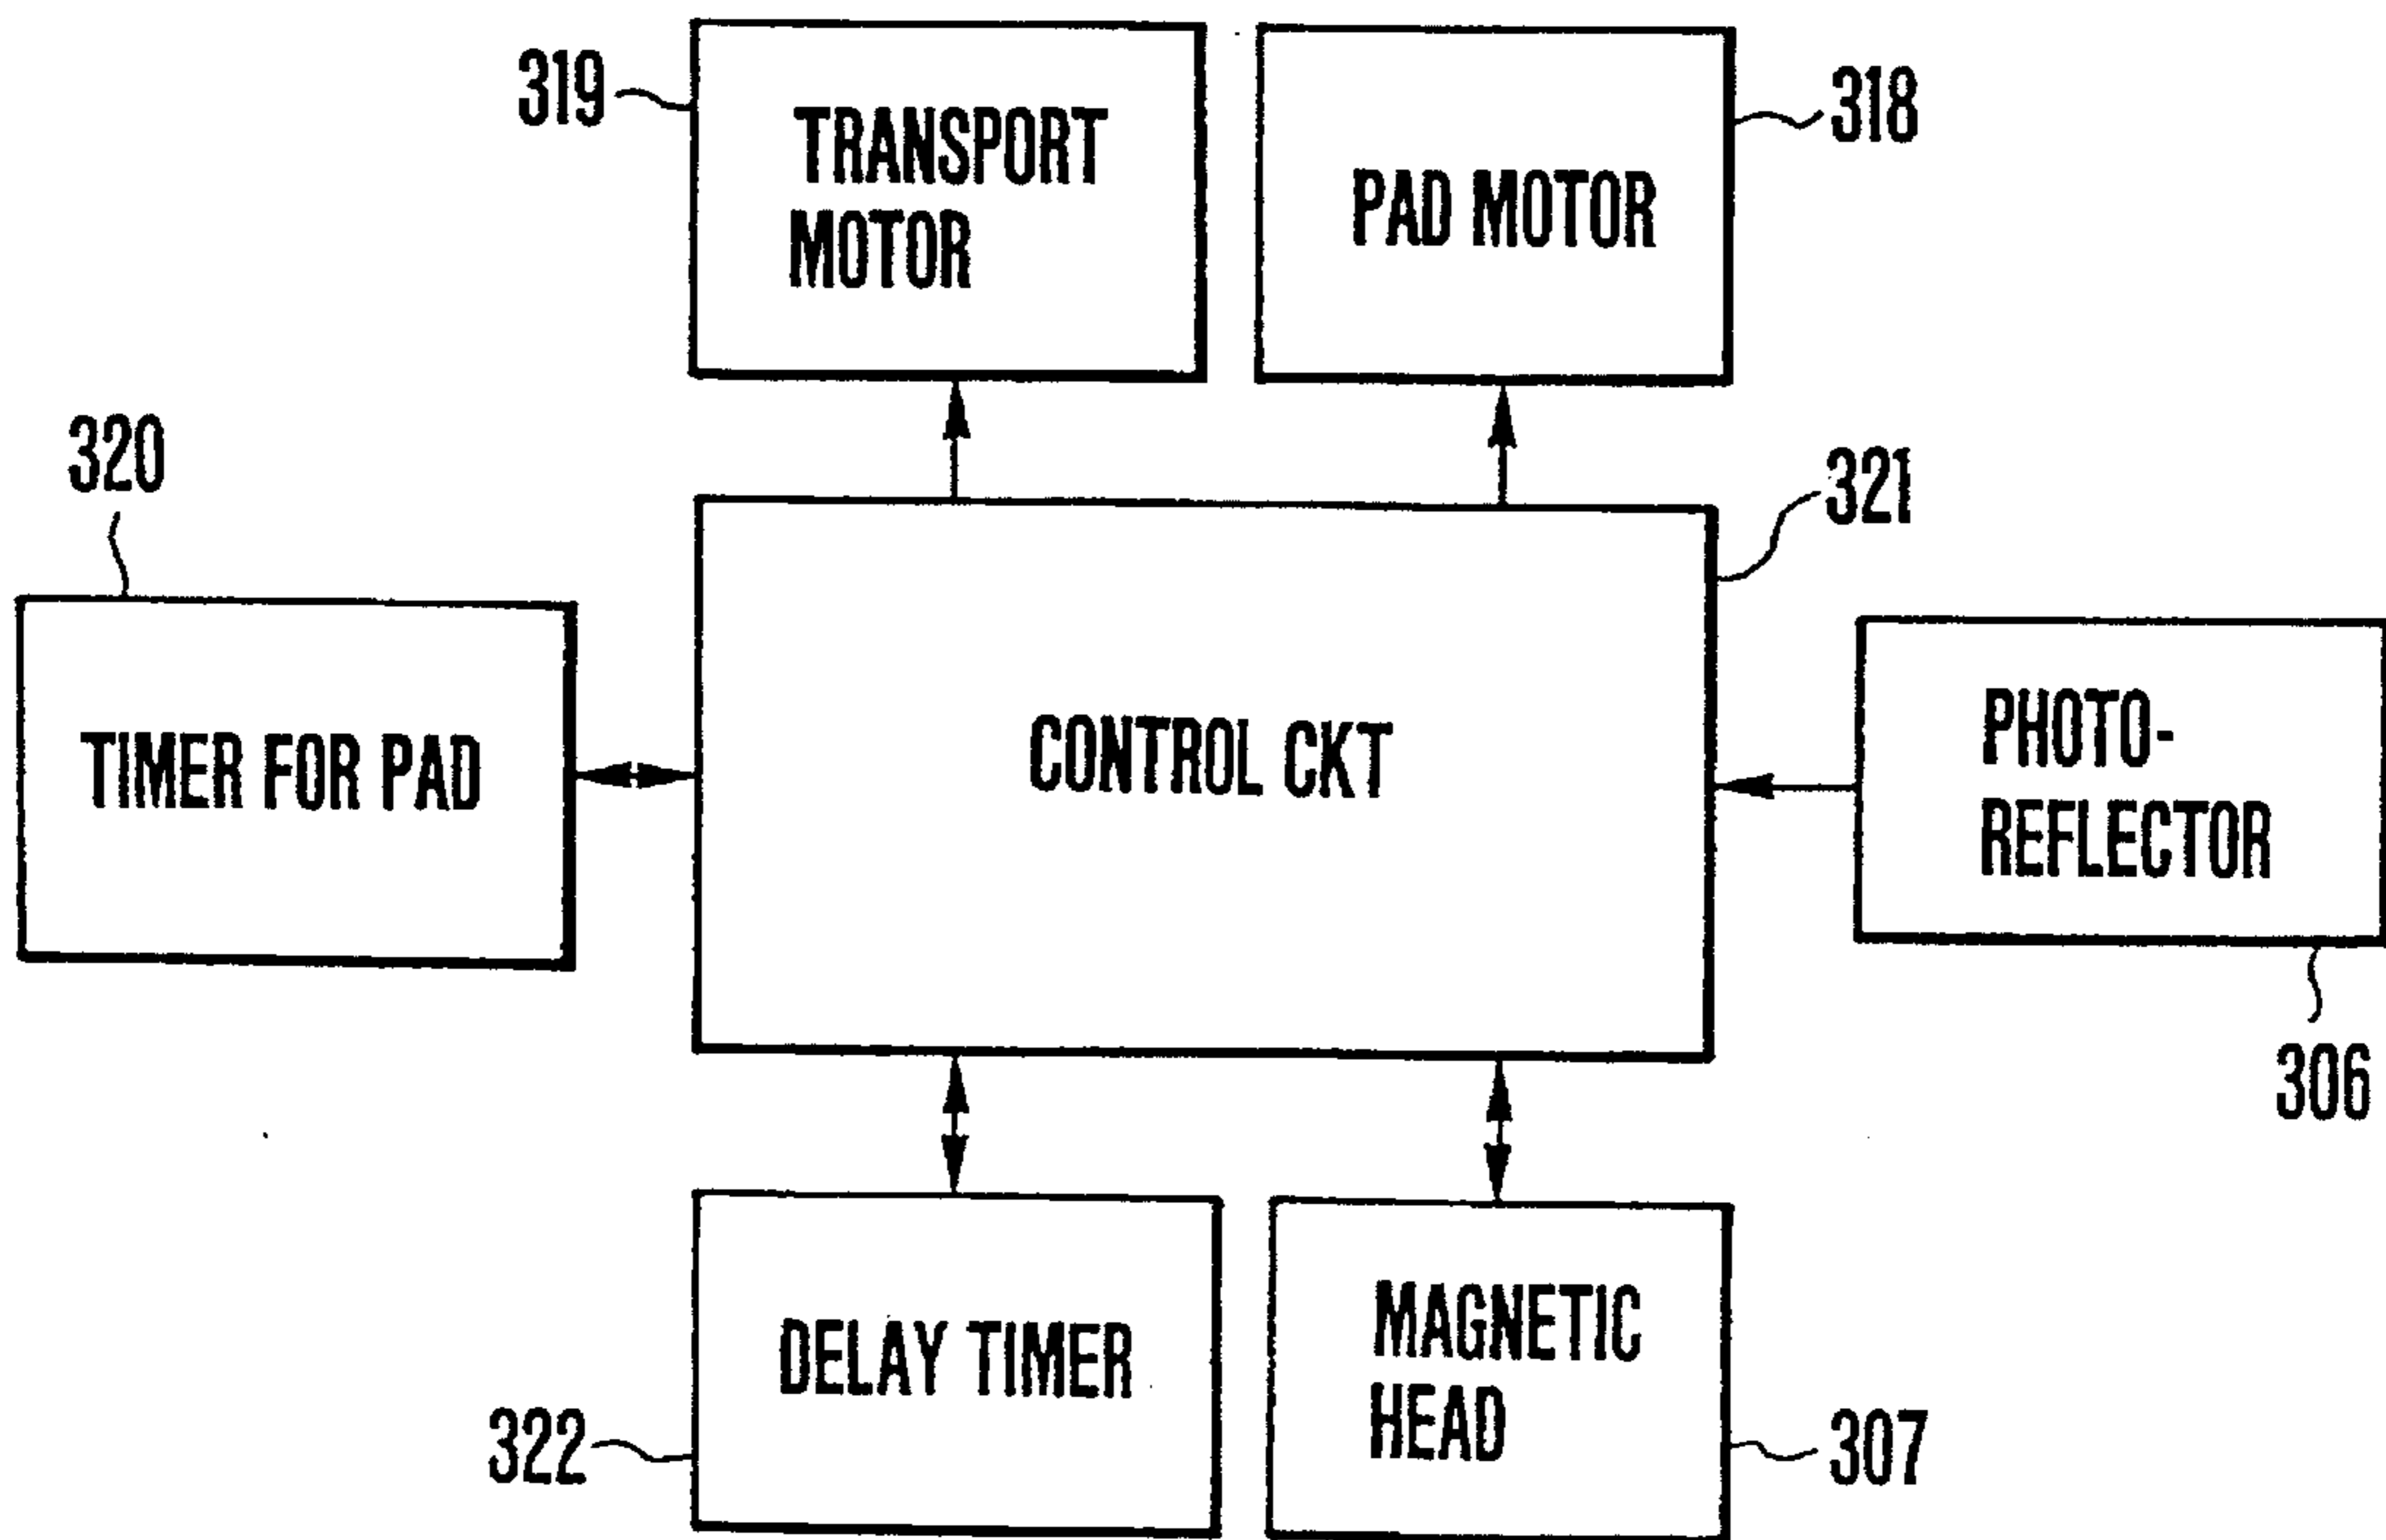 319
TRANSPORT
MOTOR
PAD MOTOR
318
320
321
TIMER FOR PAD
CONTROL CKT
PHOTO-
REFLECTOR
306
DELAY TIMER
322
MAGNETIC
HEAD
307